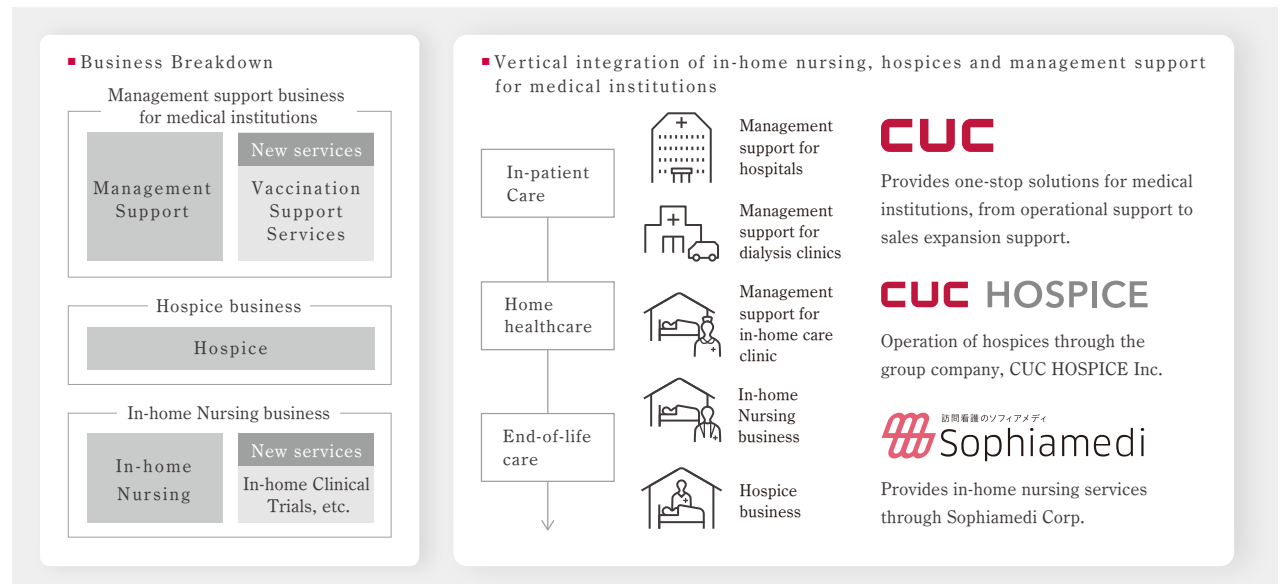 Business Breakdown
Management support business
for medical institutions
Management
Support
New services
Vaccination
Support
Services
Hospice business
Hospice
In-home Nursing business
In-home
Nursing
New services
In-home Clinical
Trials, etc.
Vertical integration of in-home nursing, hospices and management support
for medical institutions
In-patient
Care
Home
healthcare
End-of-life
care
Management
support for
hospitals
Management
support for
dialysis clinics
Management
support for
in-home care
clinic
In-home
Nursing
business
Hospice
business
CUC
Provides one-stop solutions for medical
institutions, from operational support to
sales expansion support.
CUC HOSPICE
Operation of hospices through the
group company, CUC HOSPICE Inc.
訪問看護のソフィアメディ
Sophiamedi
Provides in-home nursing services
through Sophiamedi Corp.